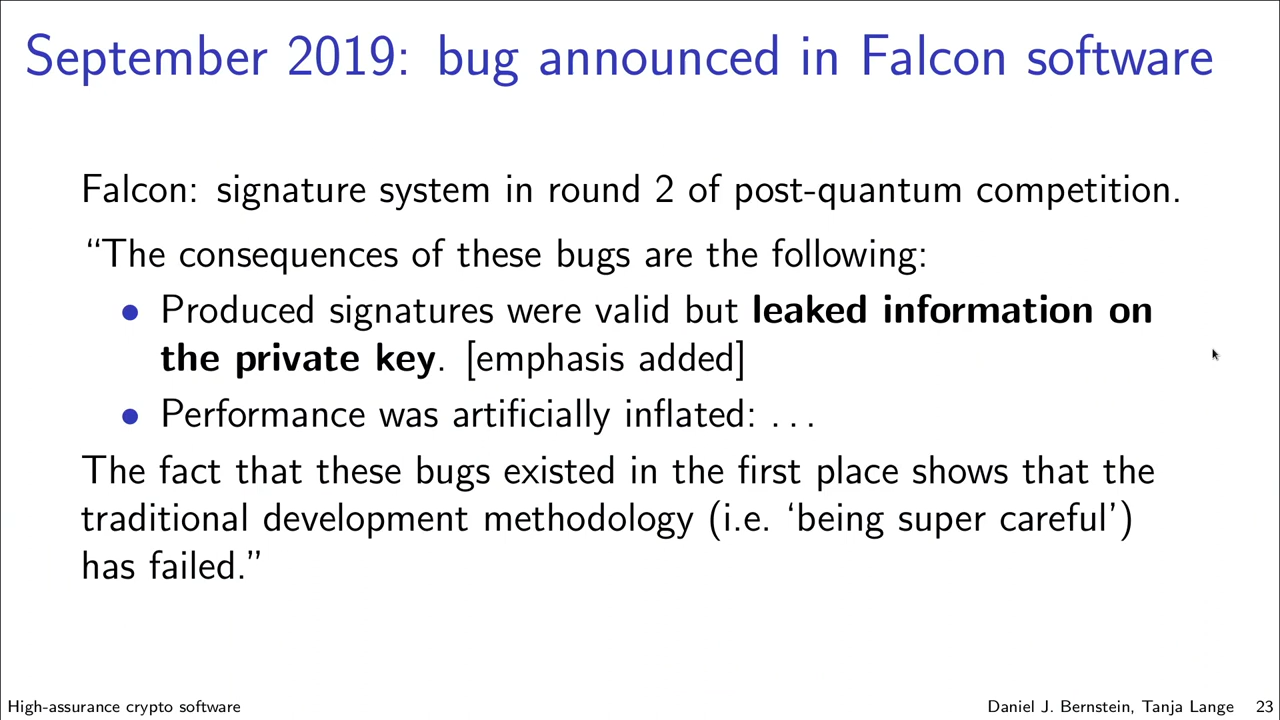 September 2019: bug announced in Falcon software
Falcon: signature system in round 2 of post-quantum competition.
“The consequences of these bugs are the following:
• Produced signatures were valid but leaked information on
the private key. [emphasis added]
• Performance was artificially inflated: . . .
The fact that these bugs existed in the first place shows that the
traditional development methodology (i.e. ‘being super careful’)
has failed.”
High-assurance crypto software
Daniel J. Bernstein, Tanja Lange 23